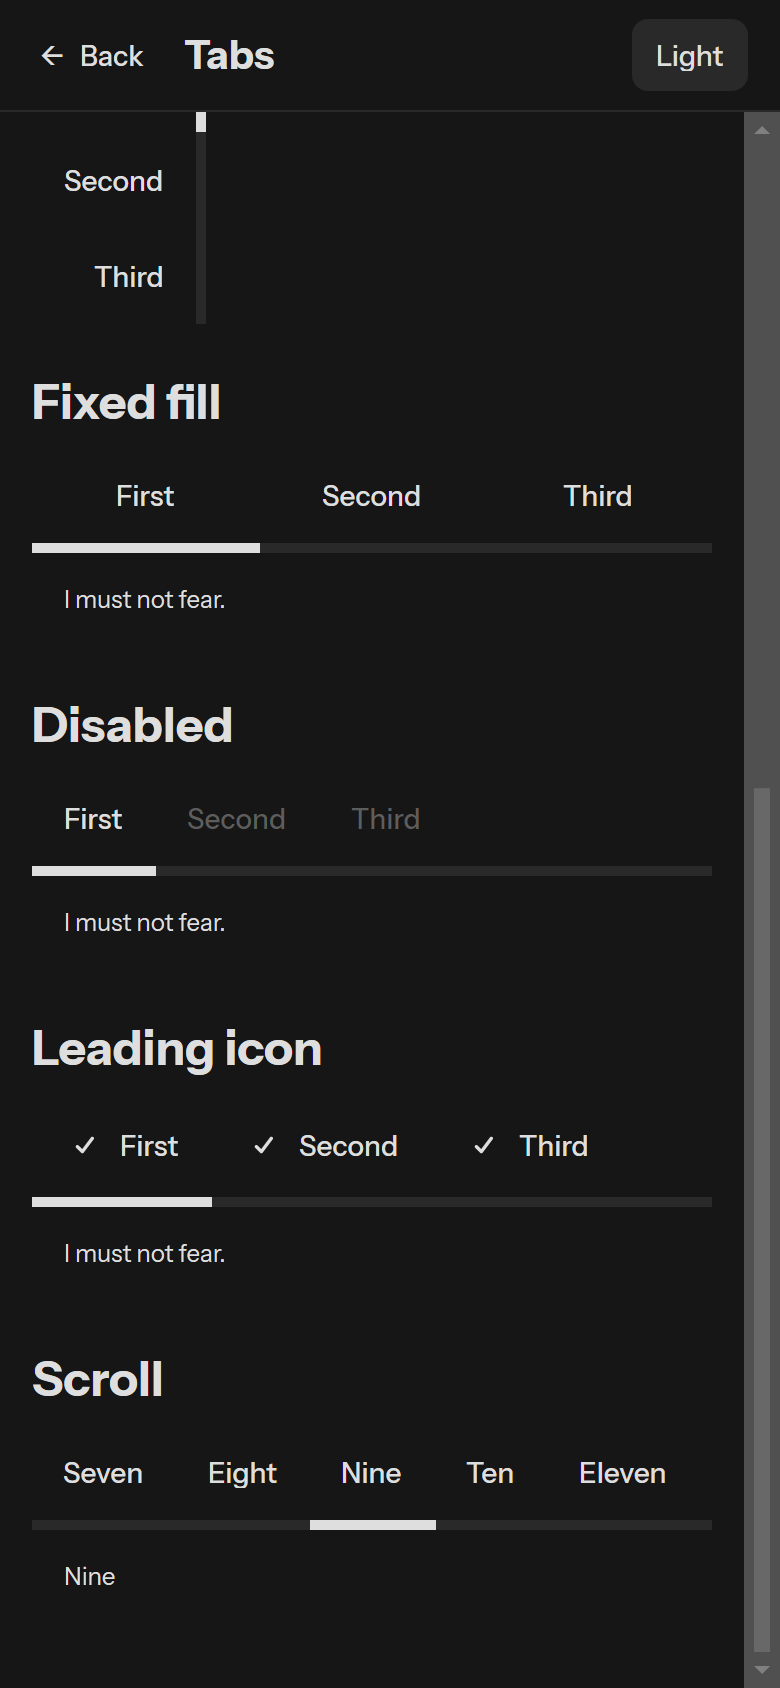 Back Tabs Light
Second
Third
Fixed fill
First Second Third
I must not fear.
Disabled
First Second Third
I must not fear.
Leading icon
First Second Third
I must not fear.
Scroll
Seven Eight Nine Ten Eleven
Nine